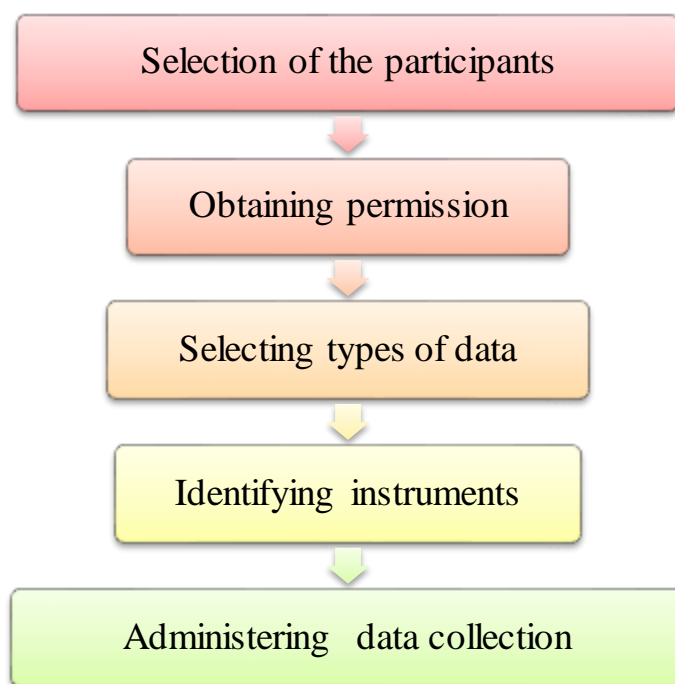 Selection of the participants
Obtaining permission
Selecting types of data
Identifying instruments
Administering data collection